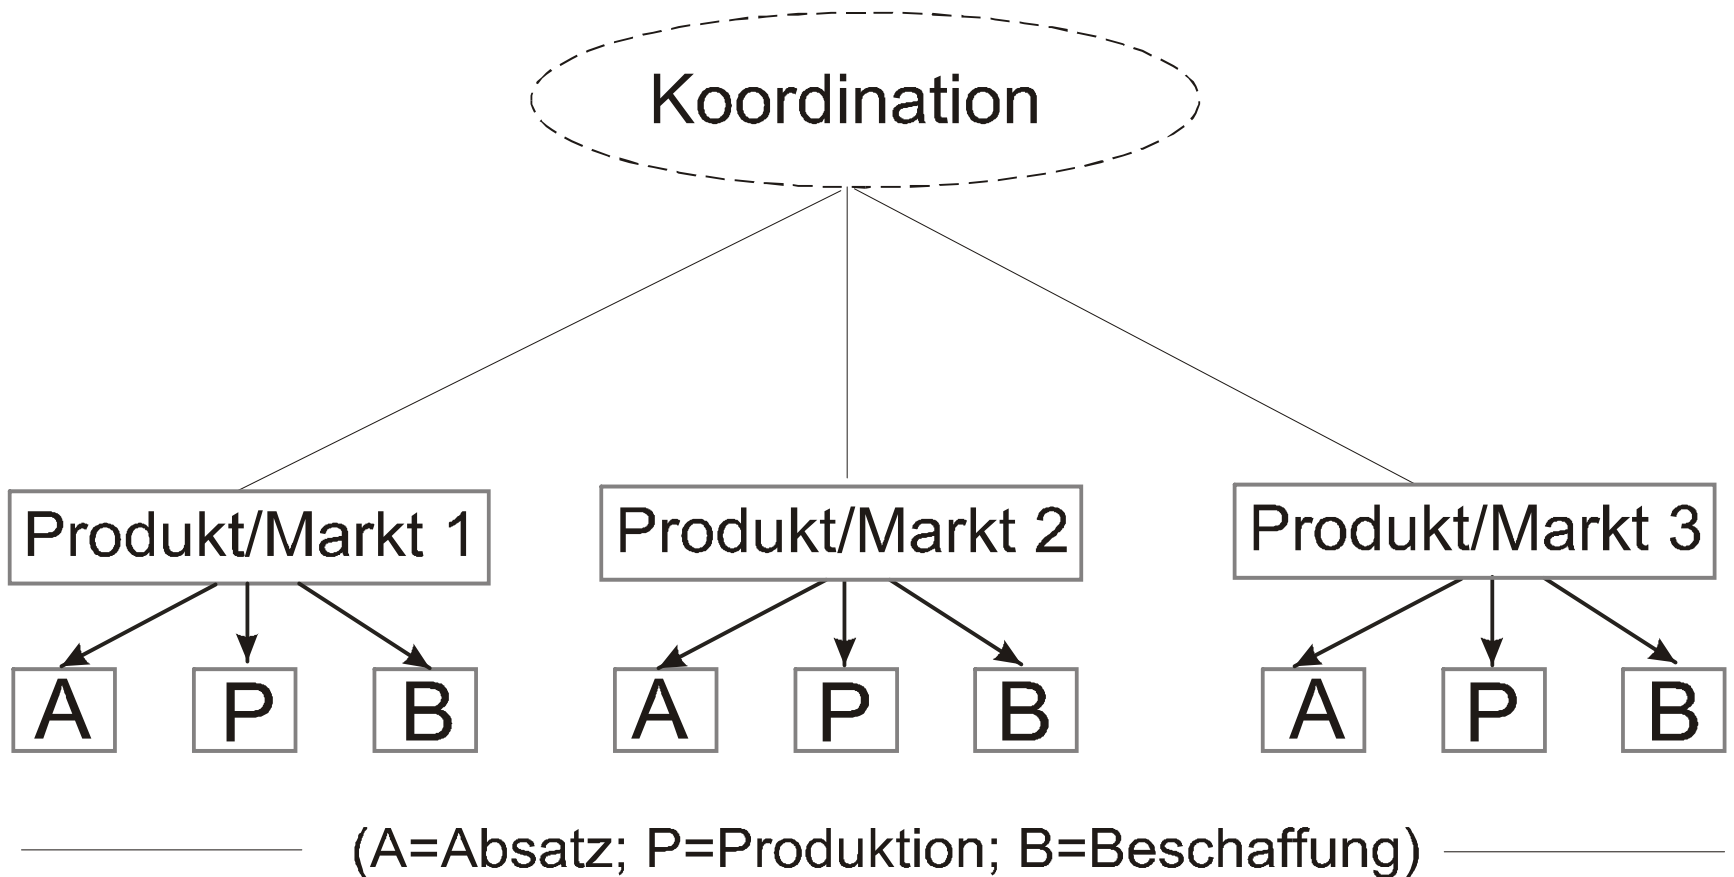 Koordination
Produkt/Markt 1 Produkt/Markt 2 Produkt/Markt 3
A P B A P B A P B
(A=Absatz; P=Produktion; B=Beschaffung)